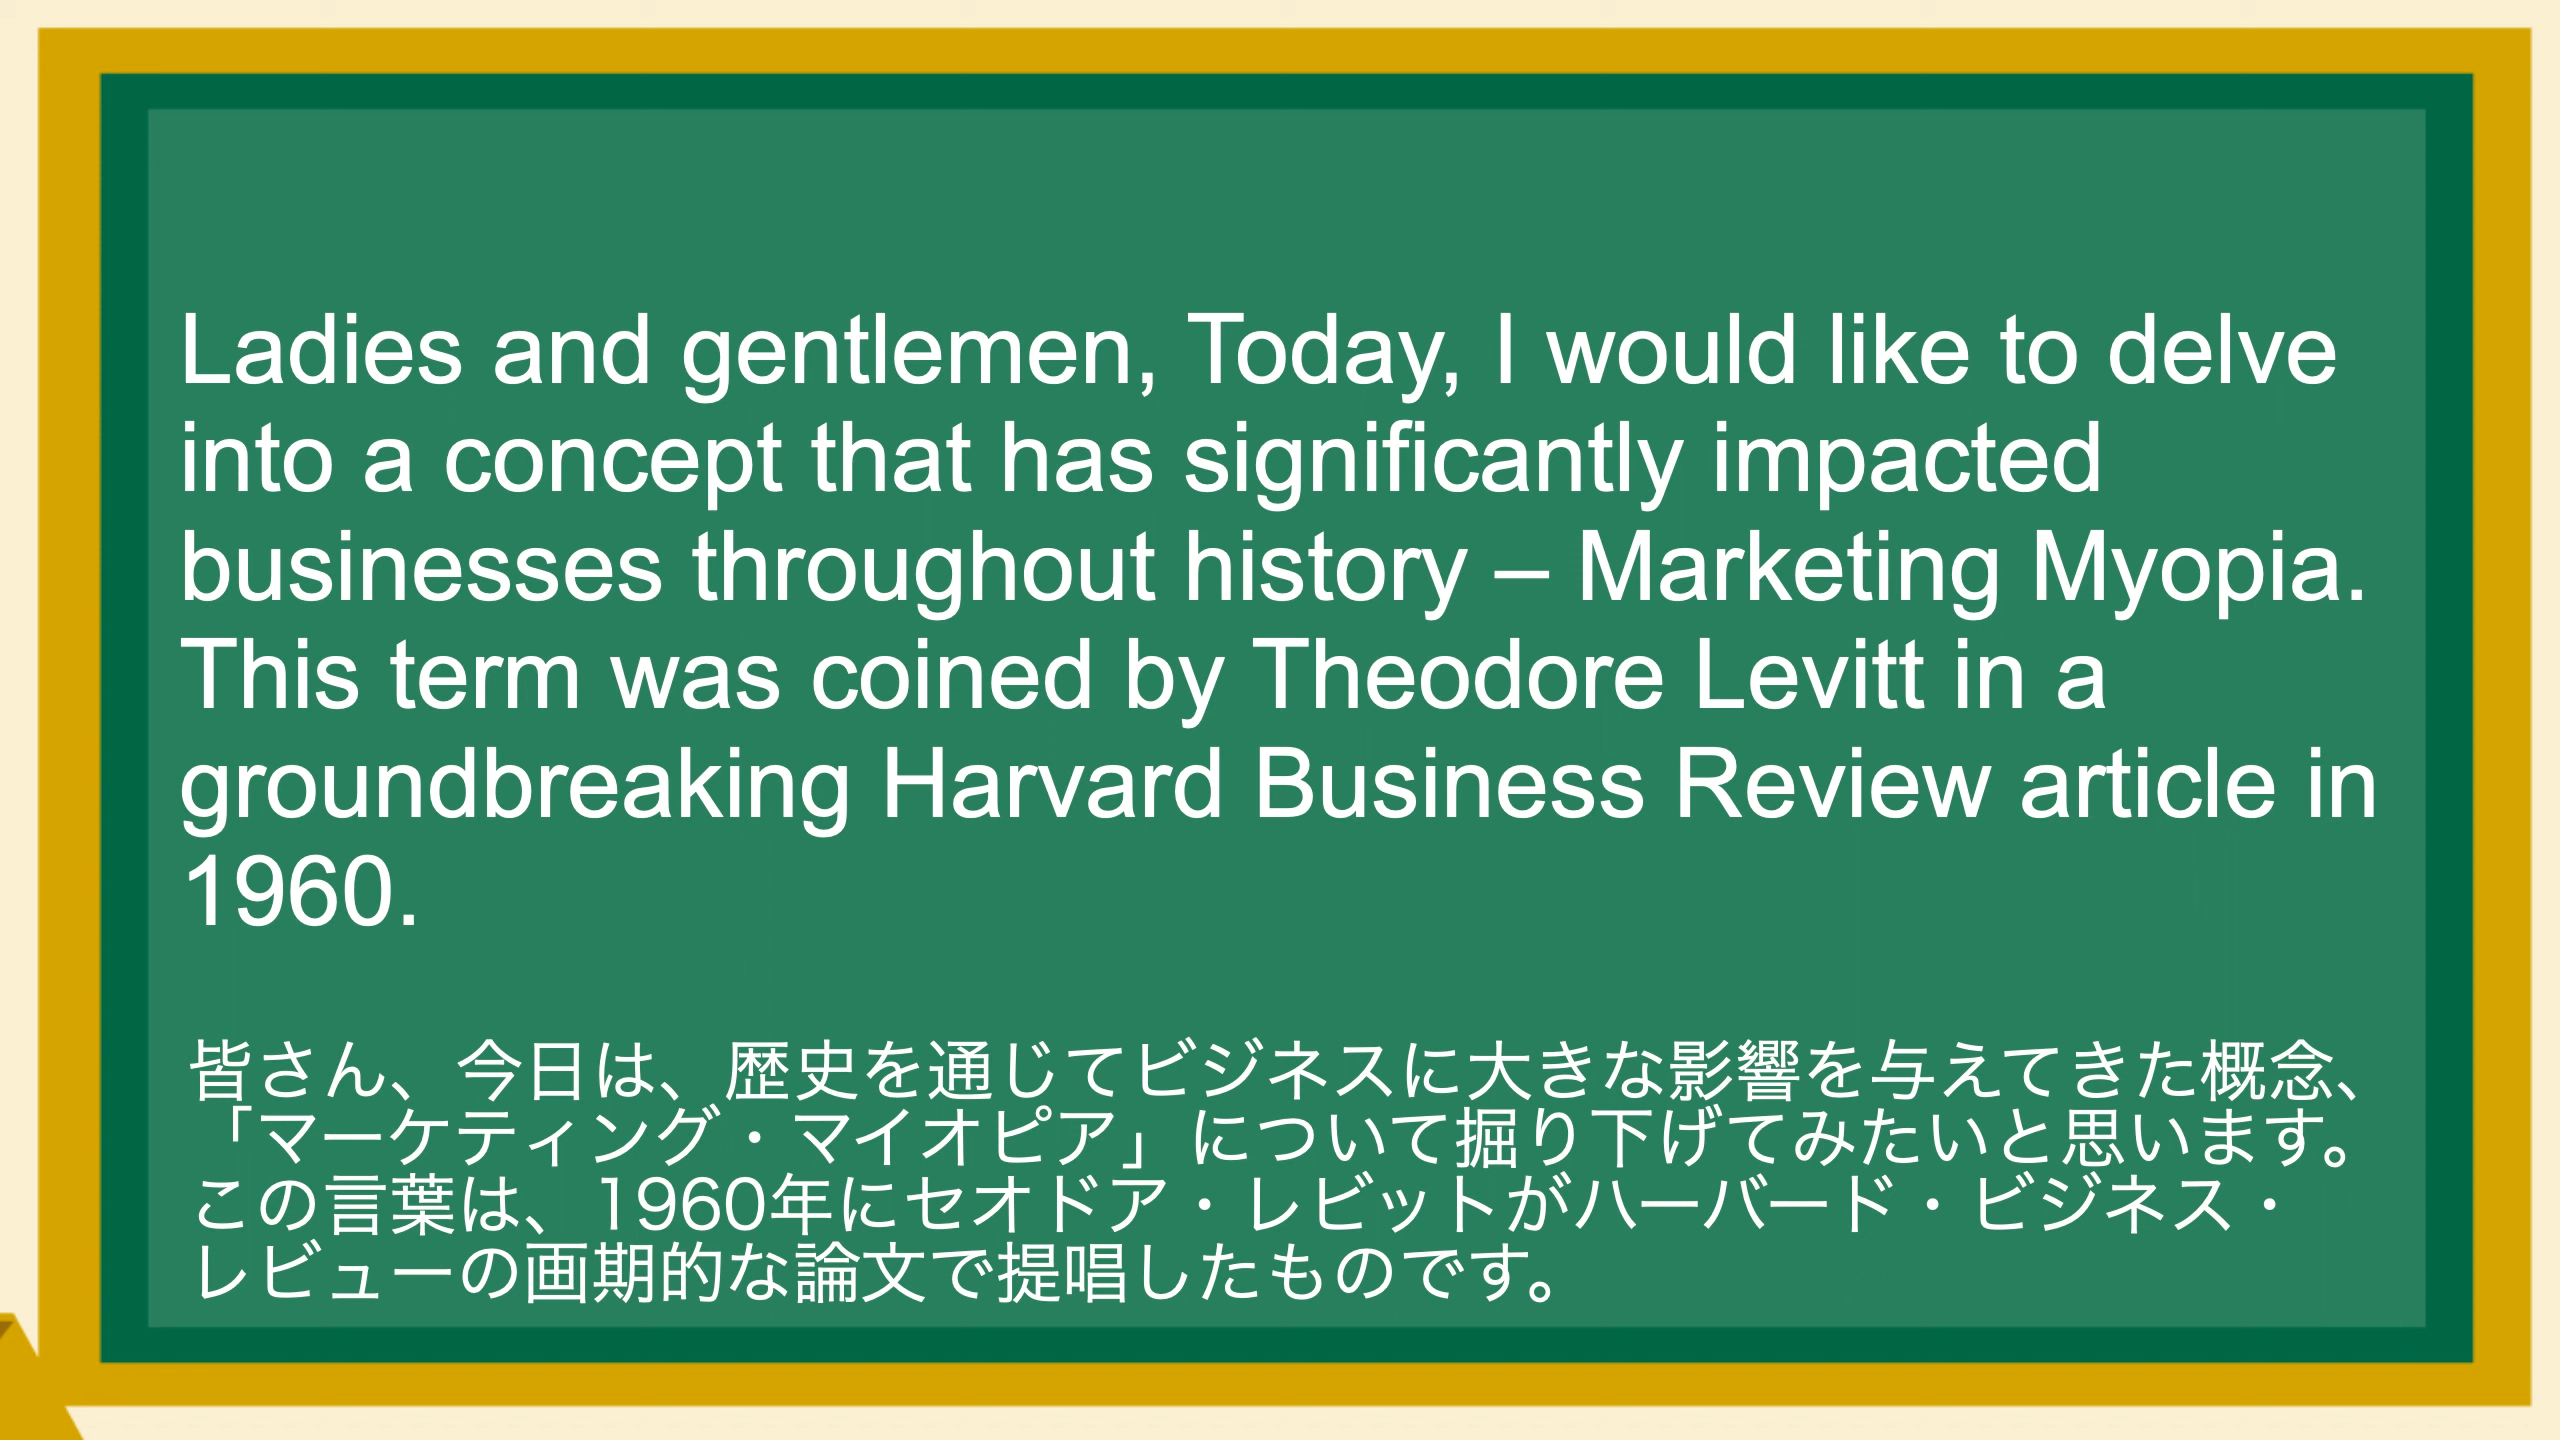 Ladies and gentlemen, Today, I would like to delve
into a concept that has significantly impacted
businesses throughout history – Marketing Myopia.
This term was coined by Theodore Levitt in a
groundbreaking Harvard Business Review article in
1960.
皆さん、今日は、歴史を通じてビジネスに大きな影響を与えてきた概念、
「マーケティング・マイオピア」について掘り下げてみたいと思います。
この言葉は、1960年にセオドア・レビットがハーバード・ビジネス・
レビューの画期的な論文で提唱したものです。